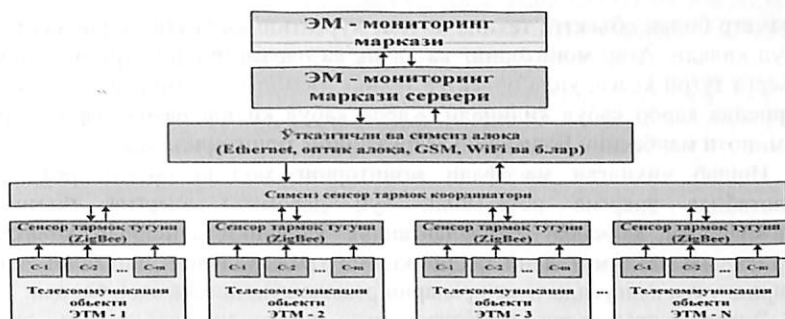 ЭМ - мониторинг
маркази
ЭМ - мониторинг
маркази сервери
Ўтказгичли ва симсиз алоқа
(Ethernet, оптик алоқа, GSM, WiFi ва б.лар)
Симсиз сенсор тармоқ координатори
Сенсор тармоқ тугуни
(ZigBee)
Сенсор тармоқ тугуни
(ZigBee)
Сенсор тармоқ тугуни
(ZigBee)
Сенсор тармоқ тугуни
(ZigBee)
С-1 С-2 ... С-m
С-1 С-2 ... С-m
С-1 С-2 ... С-m
С-1 С-2 ... С-m
Телекоммуникация
объекти
ЭТМ - 1
Телекоммуникация
объекти
ЭТМ - 2
Телекоммуникация
объекти
ЭТМ - 3
...
Телекоммуникация
объекти
ЭТМ - N